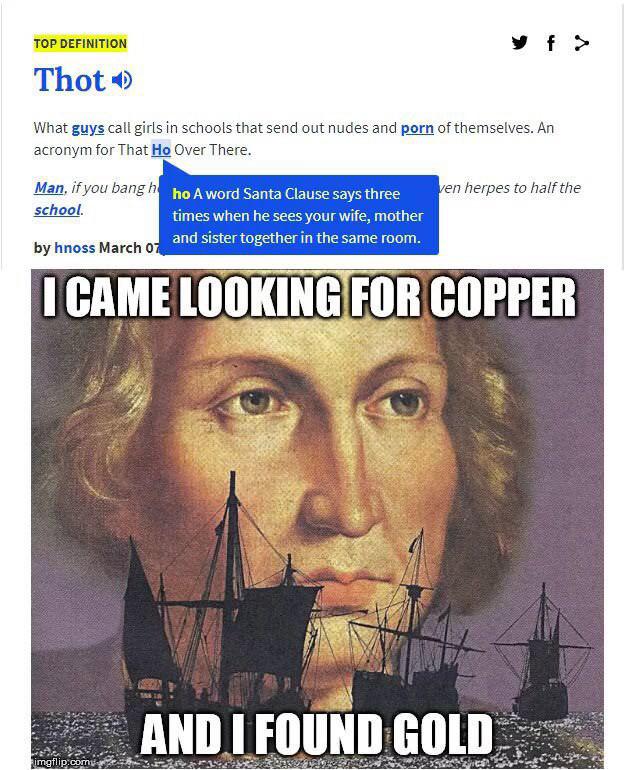 TOP DEFINITION
Thot
What guys call girls in schools that send out nudes and porn of themselves. An
acronym for That Ho Over There.
Man, if you bang h
ven herpes to half the
school.
ho A word Santa Clause says three
times when he sees your wife, mother
and sister together in the same room.
by hnoss March 07
I CAME LOOKING FOR COPPER
AND I FOUND GOLD
imgflip.com